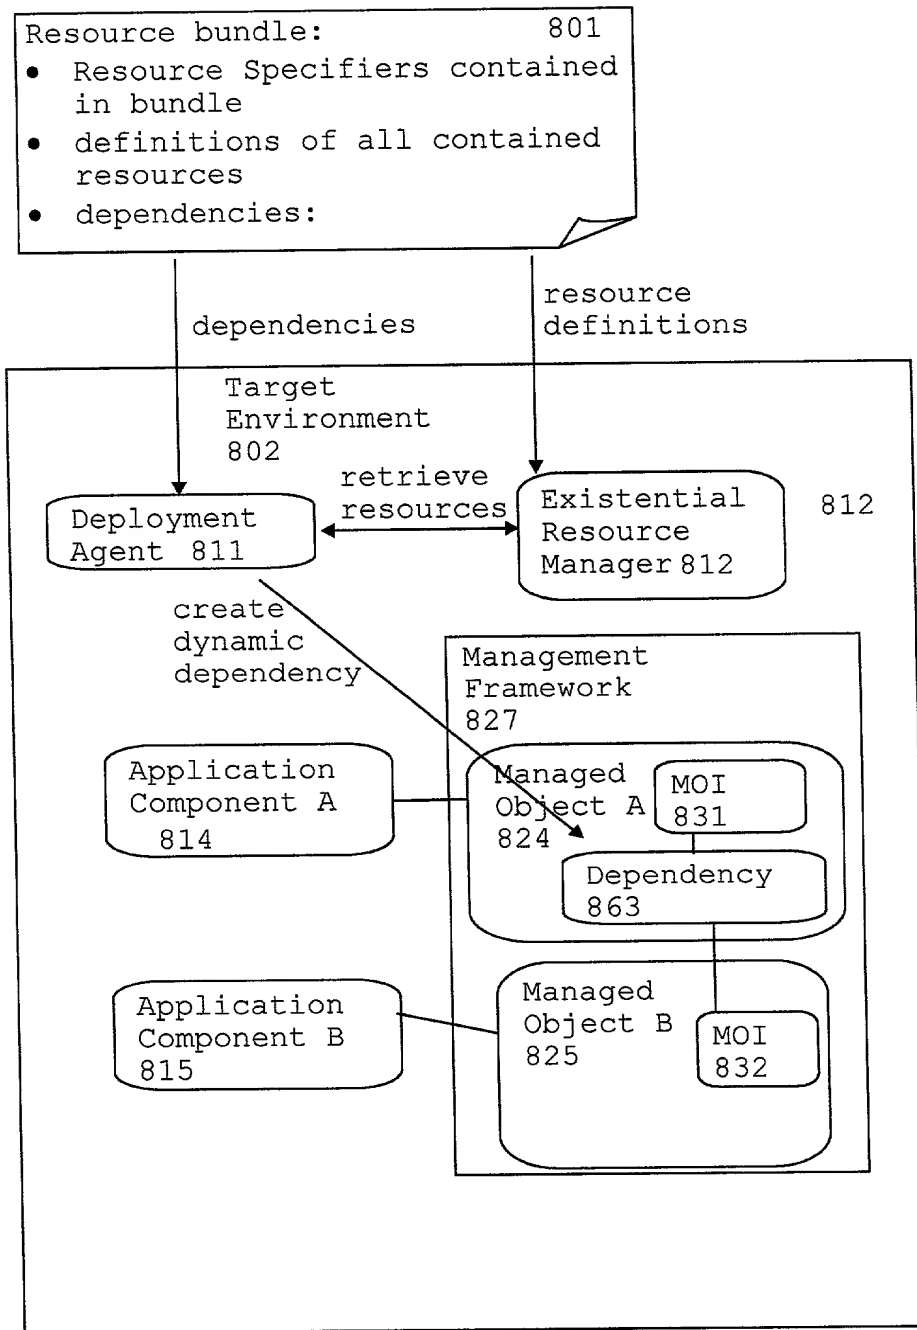 Resource bundle: 801
• Resource Specifiers contained
in bundle
• definitions of all contained
resources
• dependencies:
dependencies
resource
definitions
Target
Environment
802
retrieve
resources
Deployment
Agent 811
Existential
Resource
Manager 812
812
create
dynamic
dependency
Management
Framework
827
Application
Component A
814
Managed
Object A
824
MOI
831
Dependency
863
Application
Component B
815
Managed
Object B
825
MOI
832